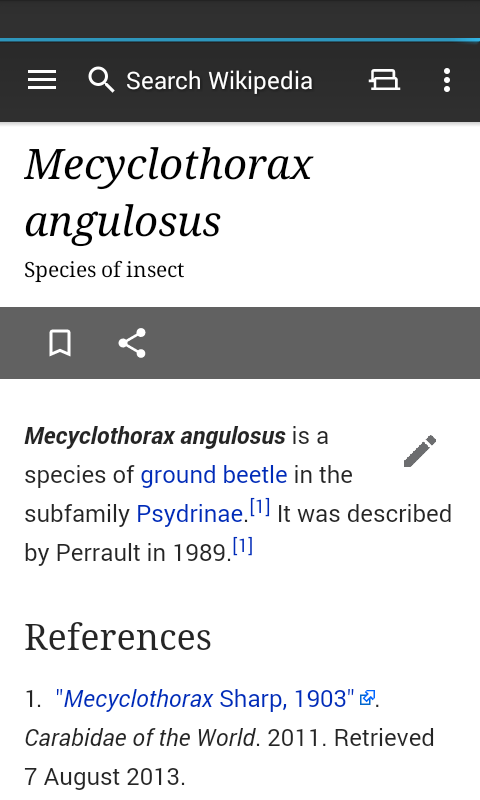 Search Wikipedia
Mecyclothorax
angulosus
Species of insect
Mecyclothorax angulosus is a
species of ground beetle in the
subfamily Psydrinae.[1] It was described
by Perrault in 1989.[1]
References
1. "Mecyclothorax Sharp, 1903".
Carabidae of the World. 2011. Retrieved
7 August 2013.